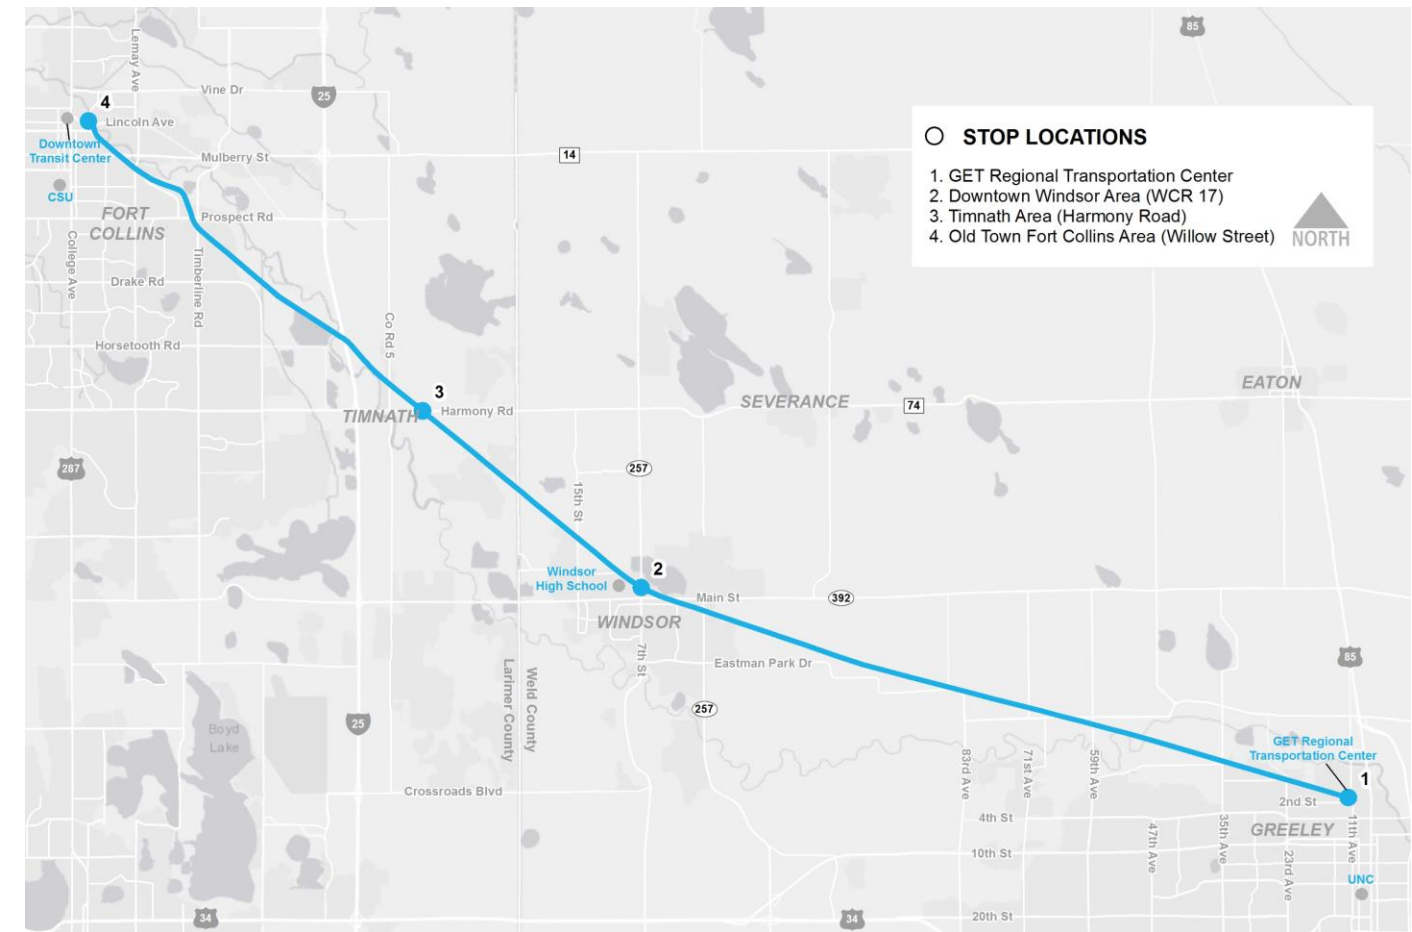 85
Lemay Ave
Vine Dr
25
4
Lincoln Ave
Downtown
Transit Center
Mulberry St
14
CSU
FORT
COLLINS
Prospect Rd
College Ave
Timberline Rd
Drake Rd
Horsetooth Rd
Co Rd 5
STOP LOCATIONS
1. GET Regional Transportation Center
2. Downtown Windsor Area (WCR 17)
3. Timnath Area (Harmony Road)
4. Old Town Fort Collins Area (Willow Street)
NORTH
3
TIMNATH
Harmony Rd
SEVERANCE
74
EATON
287
257
15th St
Windsor
High School
2
Main St
392
WINDSOR
7th St
Eastman Park Dr
85
Larimer County
Weld County
257
25
Boyd
Lake
Crossroads Blvd
83rd Ave
71st Ave
59th Ave
GET Regional
Transportation Center
1
2nd St
4th St
GREELEY
11th Ave
47th Ave
35th Ave
23rd Ave
10th St
UNC
34
34
20th St